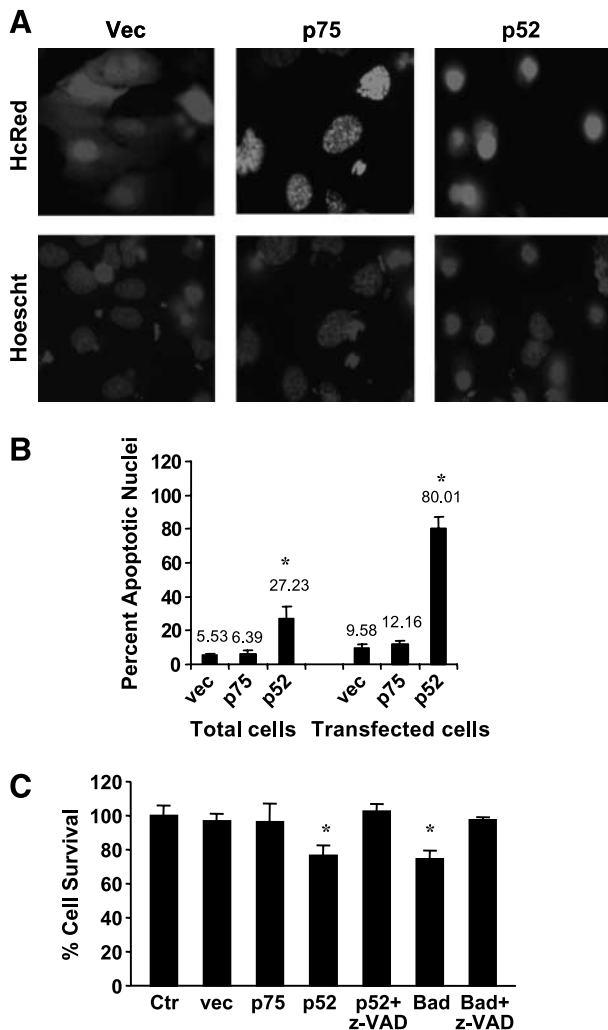 A
Vec p75 p52
HcRed
Hoescht
B
Percent Apoptotic Nuclei
120
100
80
60
40
20
0
5.53 6.39 * 27.23 9.58 12.16 * 80.01
vec p75 p52 vec p75 p52
Total cells Transfected cells
C
% Cell Survival
120
100
80
60
40
20
0
* *
Ctr vec p75 p52 p52+ z-VAD Bad Bad+ z-VAD